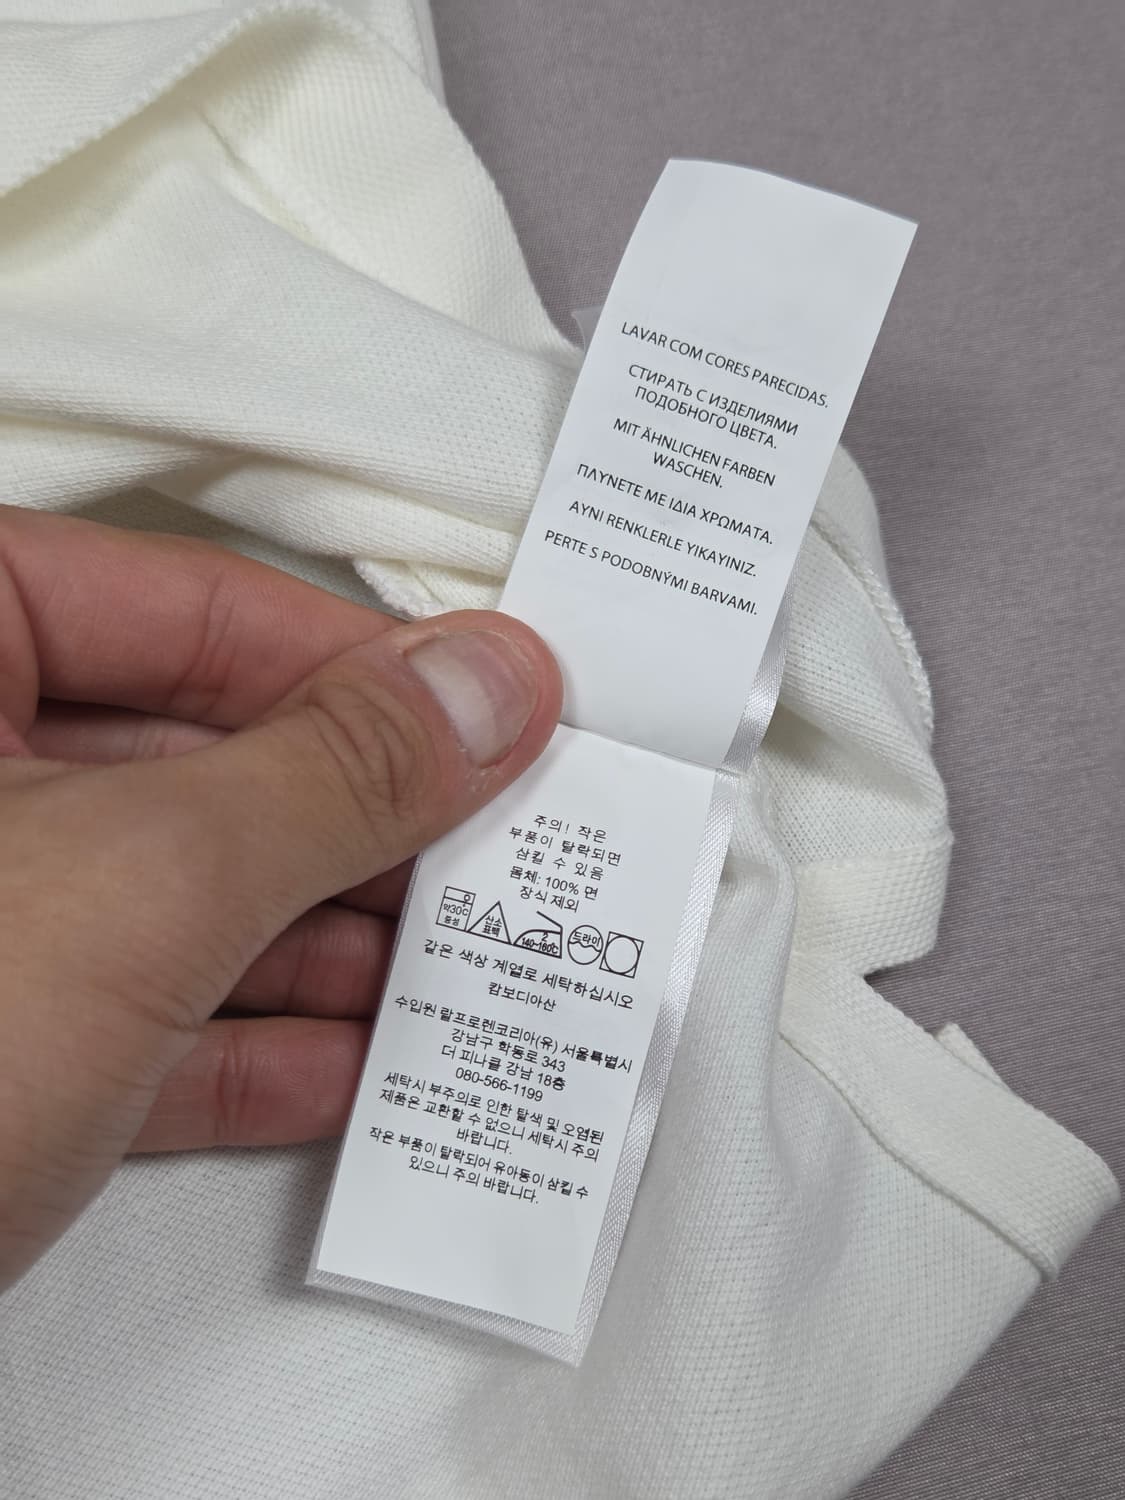 LAVAR COM CORES PARECIDAS.
СТИРАТЬ С ИЗДЕЛИЯМИ
ПОДОБНОГО ЦВЕТА.
MIT ÄHNLICHEN FARBEN
WASCHEN.
ΠΛΥΝΕΤΕ ΜΕ ΙΔΙΑ ΧΡΩΜΑΤΑ.
AYNI RENKLERLE YIKAYINIZ.
PERTE S PODOBNÝMI BARVAMI.
주의! 작은
부품이 탈락되면
삼킬 수 있음
몸체: 100% 면
장식 제외
약30℃
중성
산소
표백
2
140~160℃
드라이
같은 색상 계열로 세탁하십시오
캄보디아산
수입원 랄프로렌코리아(유) 서울특별시
강남구 학동로 343
더 피나클 강남 18층
080-566-1199
세탁시 부주의로 인한 탈색 및 오염된
제품은 교환할 수 없으니 세탁시 주의
바랍니다.
작은 부품이 탈락되어 유아동이 삼킬 수
있으니 주의 바랍니다.